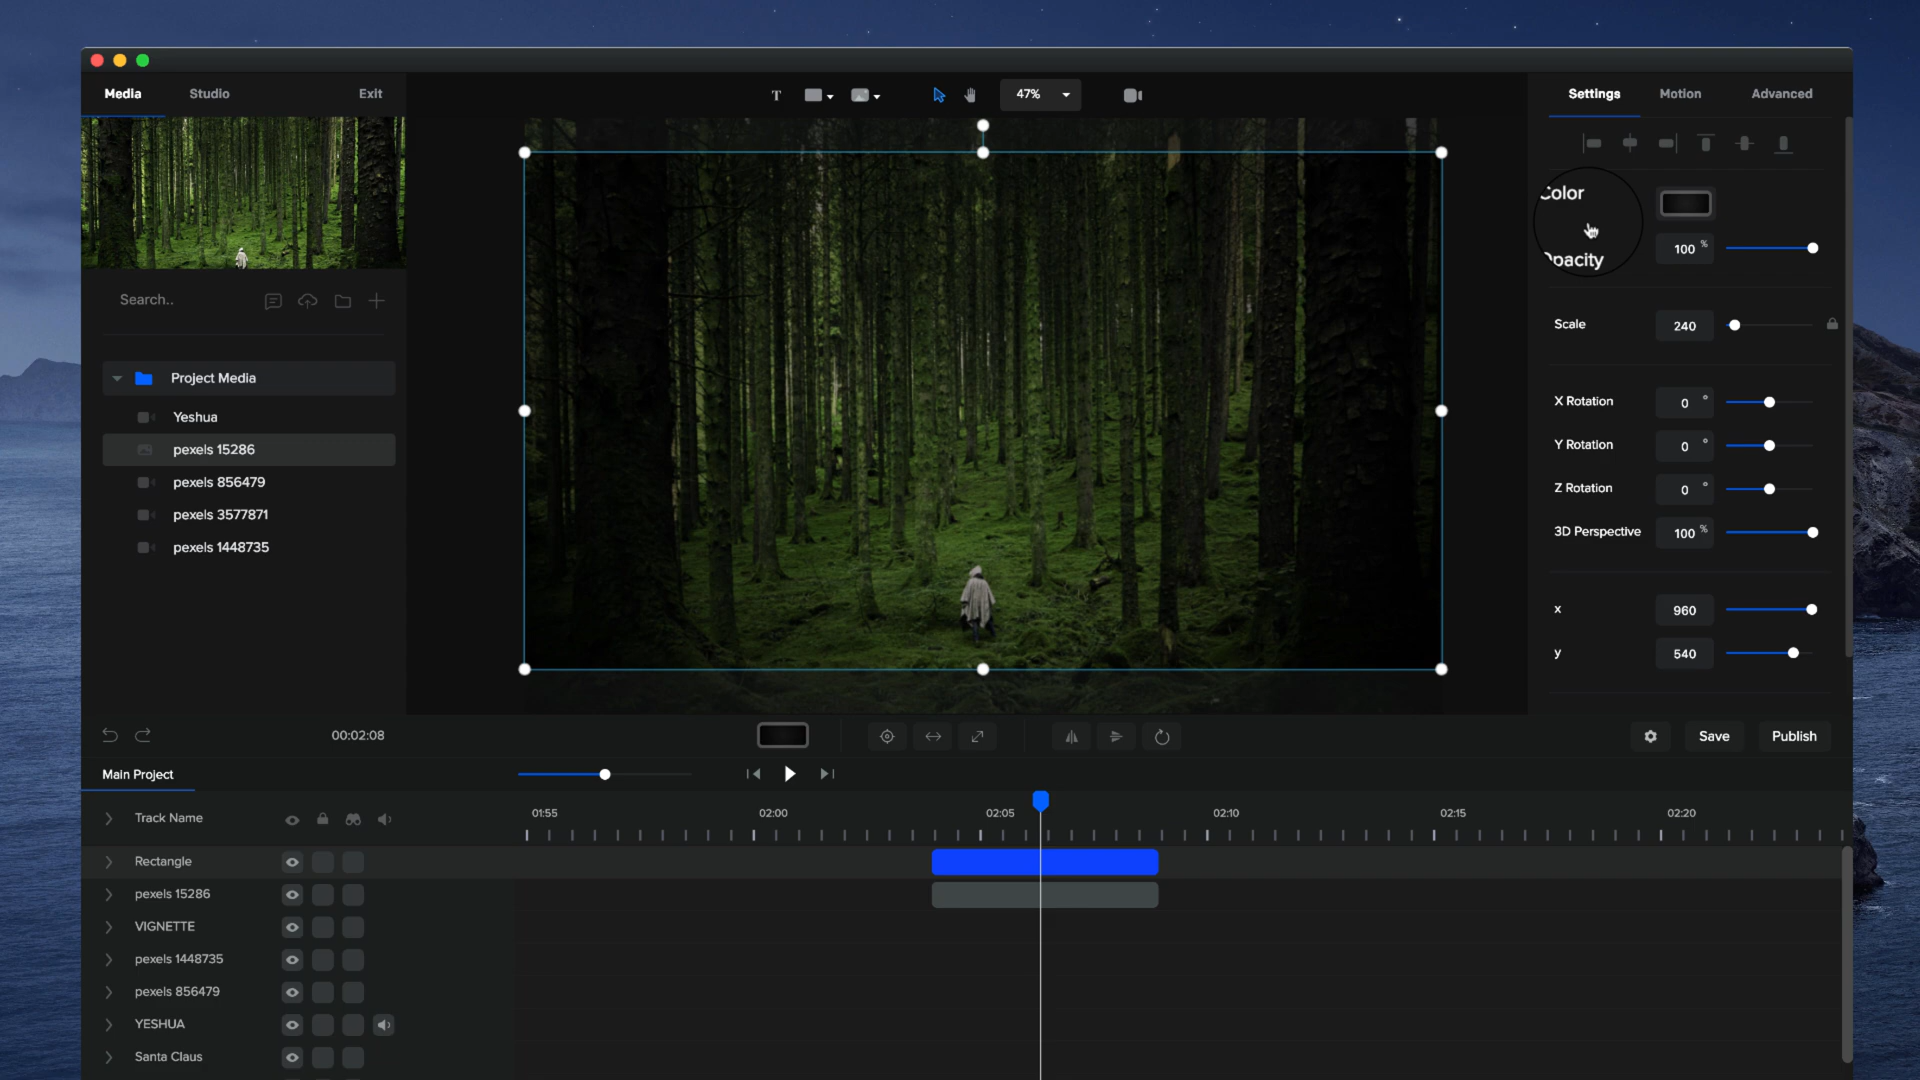 Media Studio Exit
T 47%
Settings Motion Advanced
Color
100 %
Opacity
Search..
Scale 240
Project Media
X Rotation 0 °
Yeshua
Y Rotation 0 °
pexels 15286
pexels 856479
Z Rotation 0 °
pexels 3577871
3D Perspective 100 %
pexels 1448735
x 960
y 540
00:02:08
Save Publish
Main Project
Track Name
01:55 02:00 02:05 02:10 02:15 02:20
Rectangle
pexels 15286
VIGNETTE
pexels 1448735
pexels 856479
YESHUA
Santa Claus